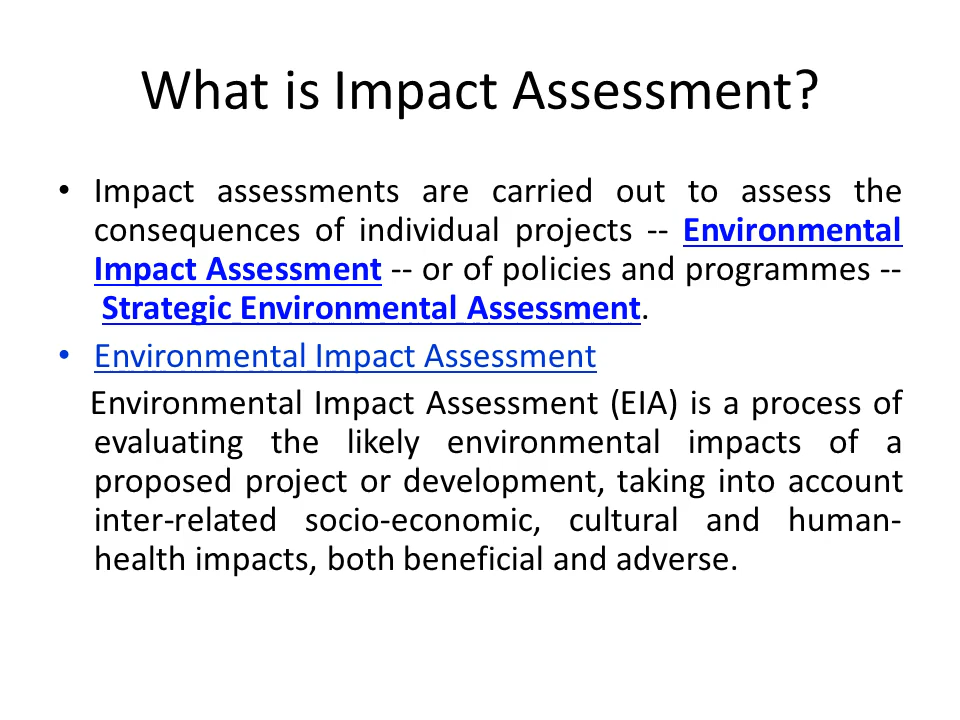 What is Impact Assessment?
• Impact assessments are carried out to assess the
consequences of individual projects -- Environmental
Impact Assessment -- or of policies and programmes --
Strategic Environmental Assessment.
• Environmental Impact Assessment
Environmental Impact Assessment (EIA) is a process of
evaluating the likely environmental impacts of a
proposed project or development, taking into account
inter-related socio-economic, cultural and human-
health impacts, both beneficial and adverse.